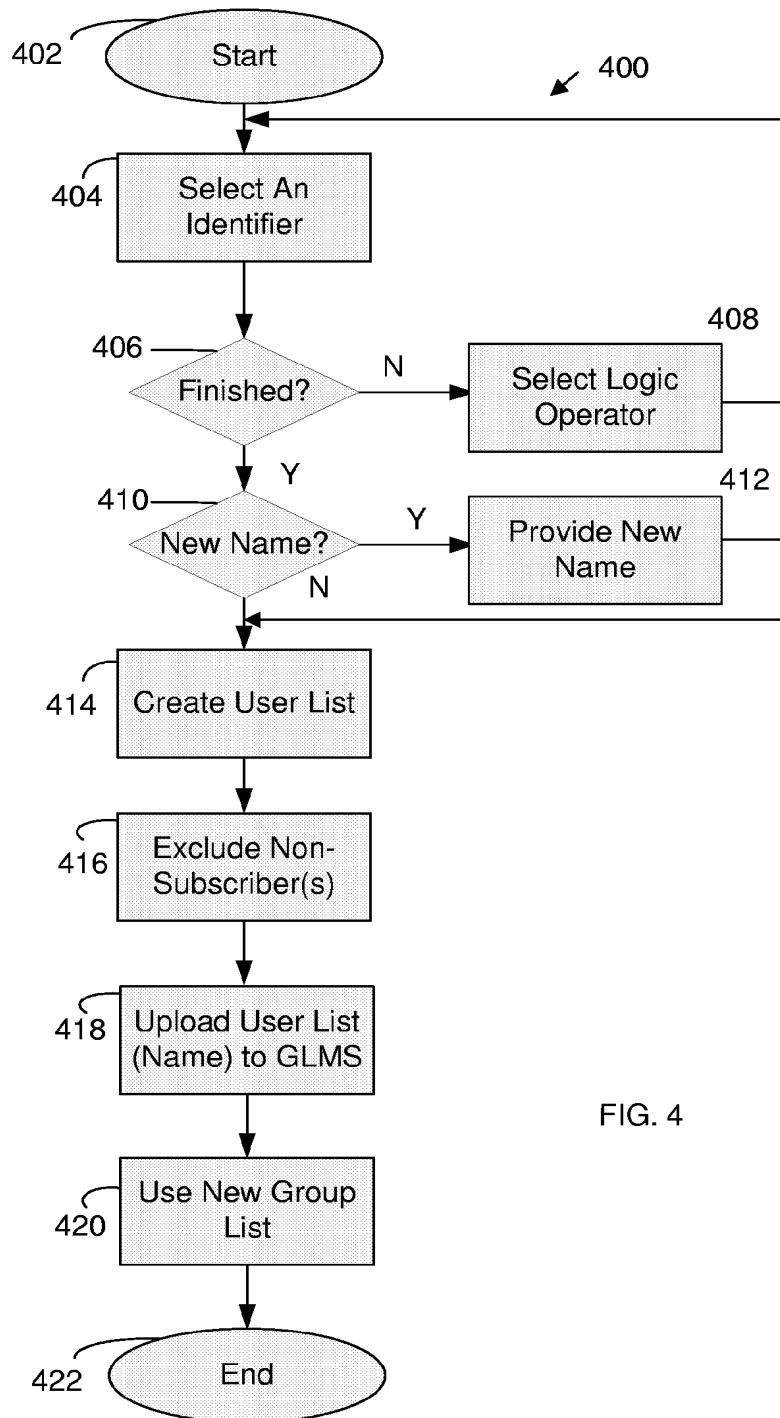 402
Start
400
404
Select An
Identifier
408
406
Finished?
N
Select Logic
Operator
Y
412
410
New Name?
Y
Provide New
Name
N
414
Create User List
416
Exclude Non-
Subscriber(s)
418
Upload User List
(Name) to GLMS
FIG. 4
420
Use New Group
List
422
End